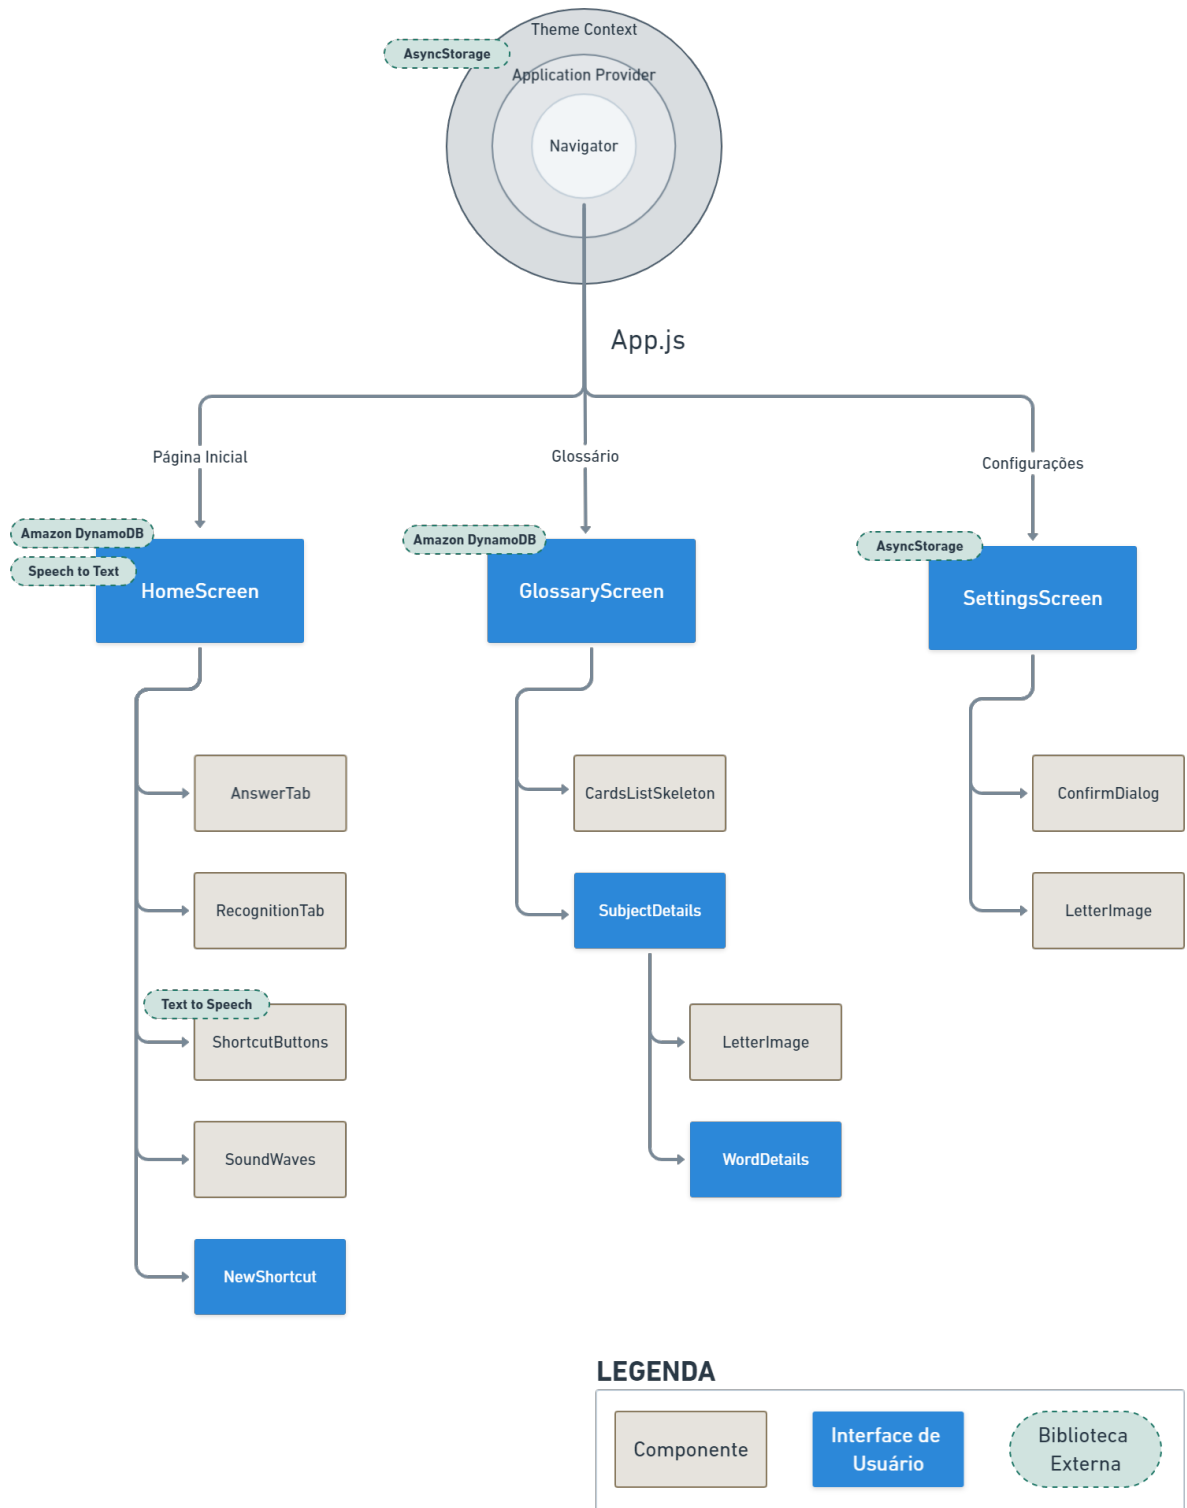 Theme Context
AsyncStorage
Application Provider
Navigator
App.js
Página Inicial
Glossário
Configurações
Amazon DynamoDB
Speech to Text
HomeScreen
Amazon DynamoDB
GlossaryScreen
AsyncStorage
SettingsScreen
AnswerTab
RecognitionTab
Text to Speech
ShortcutButtons
SoundWaves
NewShortcut
CardsListSkeleton
SubjectDetails
LetterImage
WordDetails
ConfirmDialog
LetterImage
LEGENDA
Componente
Interface de
Usuário
Biblioteca
Externa